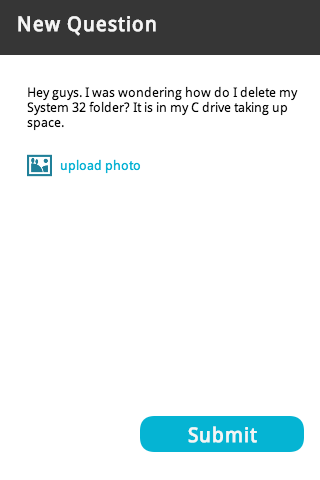 New Question
Hey guys. I was wondering how do I delete my
System 32 folder? It is in my C drive taking up
space.
upload photo
Submit